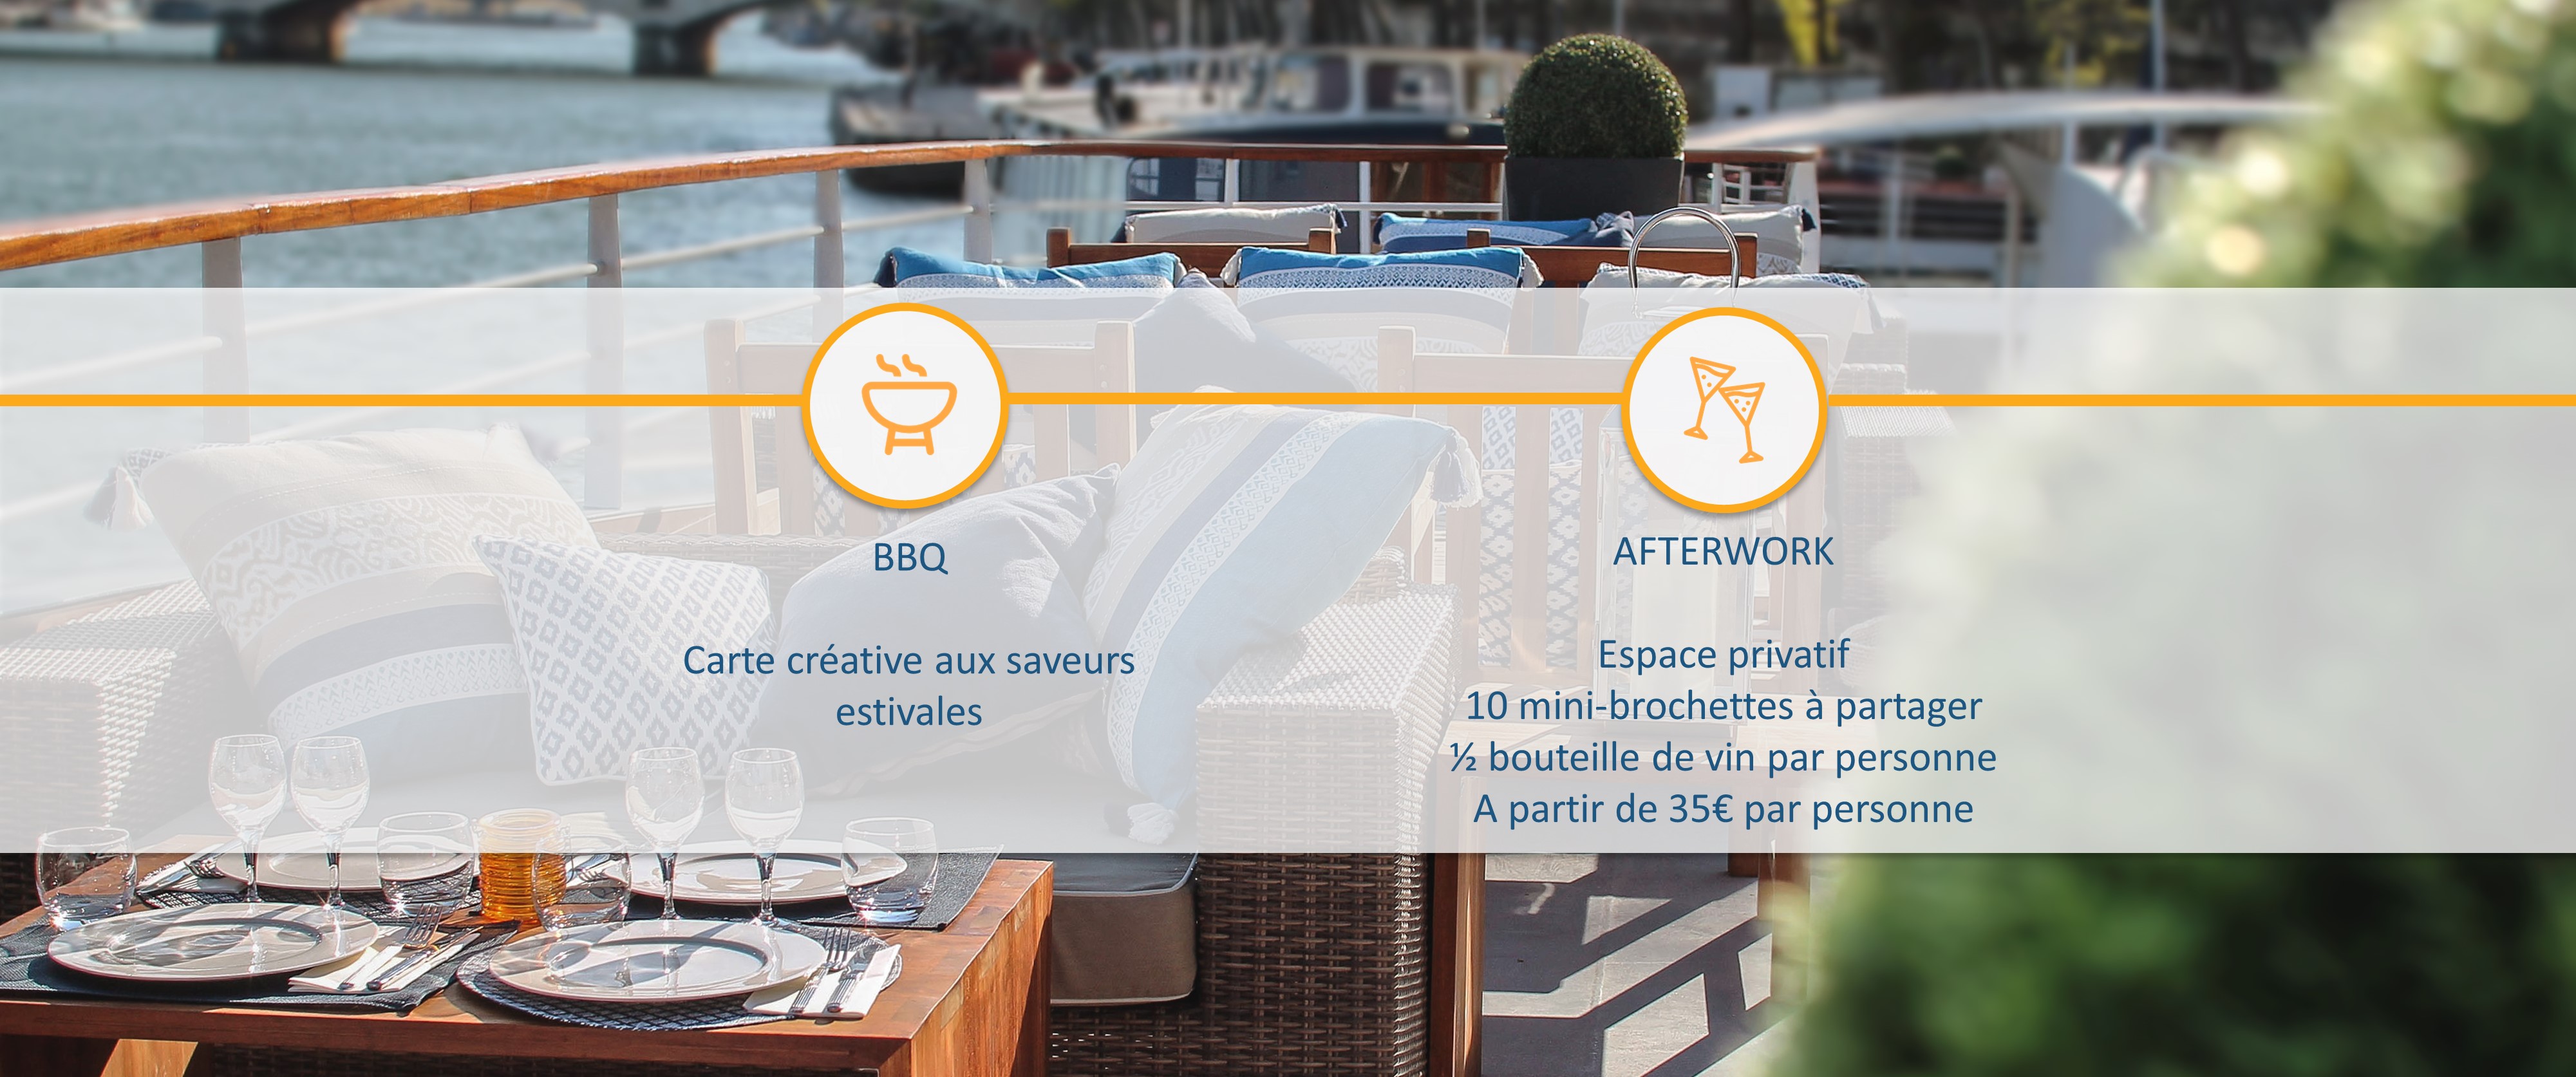 BBQ
Carte créative aux saveurs
estivales
AFTERWORK
Espace privatif
10 mini-brochettes à partager
½ bouteille de vin par personne
A partir de 35€ par personne